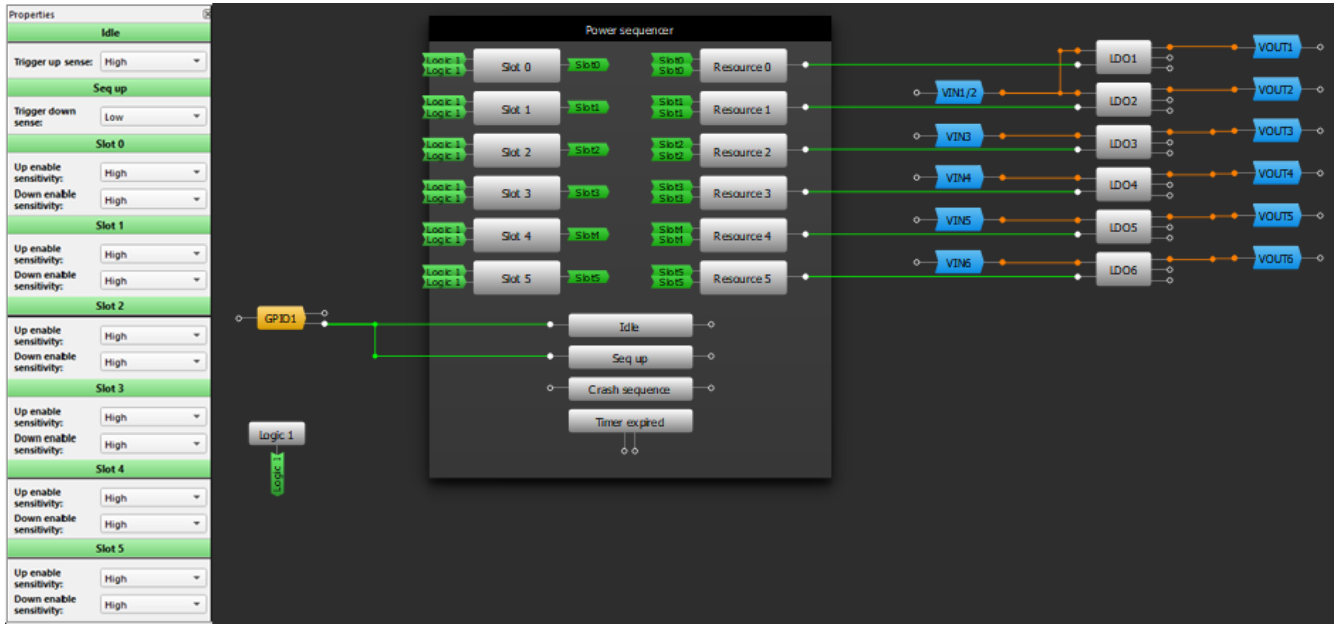 Properties
Idle
Trigger up sense: High
Seq up
Trigger down
sense:
Low
Slot 0
Up enable
sensitivity:
High
Down enable
sensitivity:
High
Slot 1
Up enable
sensitivity:
High
Down enable
sensitivity:
High
Slot 2
Up enable
sensitivity:
High
Down enable
sensitivity:
High
Slot 3
Up enable
sensitivity:
High
Down enable
sensitivity:
High
Slot 4
Up enable
sensitivity:
High
Down enable
sensitivity:
High
Slot 5
Up enable
sensitivity:
High
Down enable
sensitivity:
High
GPIO1
Logic 1
Logic 1
Power sequencer
Logic 1
Logic 1
Slot 0
Slot0
Slot0
Slot0
Resource 0
Logic 1
Logic 1
Slot 1
Slot1
Slot1
Slot1
Resource 1
Logic 1
Logic 1
Slot 2
Slot2
Slot2
Slot2
Resource 2
Logic 1
Logic 1
Slot 3
Slot3
Slot3
Slot3
Resource 3
Logic 1
Logic 1
Slot 4
Slot4
Slot4
Slot4
Resource 4
Logic 1
Logic 1
Slot 5
Slot5
Slot5
Slot5
Resource 5
Idle
Seq up
Crash sequence
Timer expired
VIN1/2
VIN3
VIN4
VIN5
VIN6
LDO1
LDO2
LDO3
LDO4
LDO5
LDO6
VOUT1
VOUT2
VOUT3
VOUT4
VOUT5
VOUT6